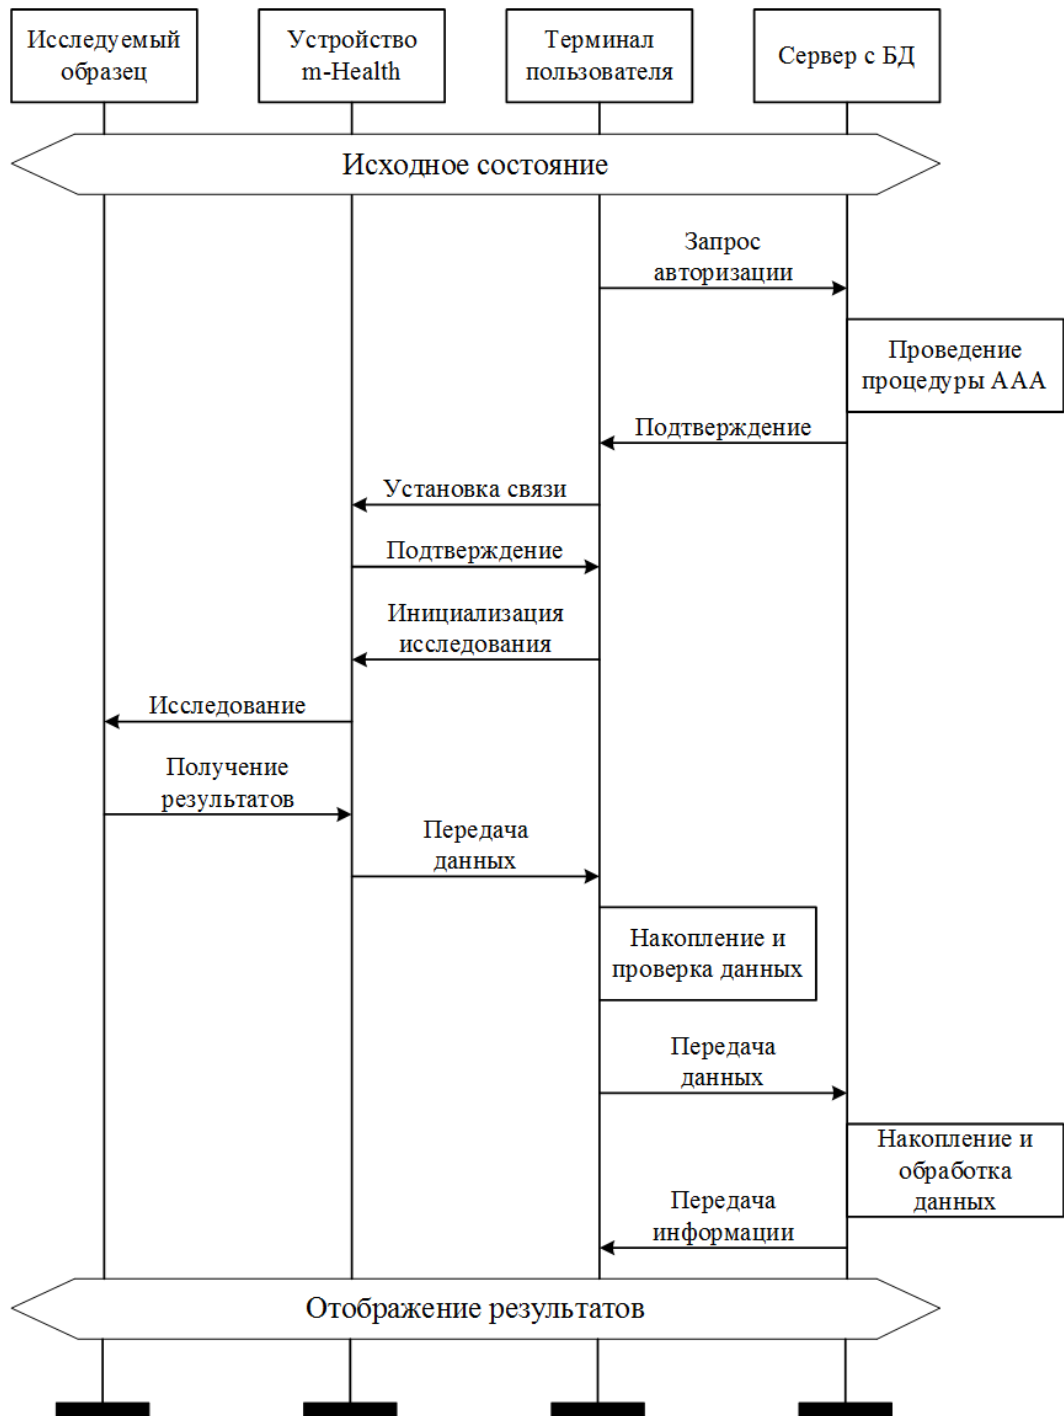 Исследуемый
образец
Устройство
m-Health
Терминал
пользователя
Сервер с БД
Исходное состояние
Запрос
авторизации
Проведение
процедуры ААА
Подтверждение
Установка связи
Подтверждение
Инициализация
исследования
Исследование
Получение
результатов
Передача
данных
Накопление и
проверка данных
Передача
данных
Накопление и
обработка
данных
Передача
информации
Отображение результатов